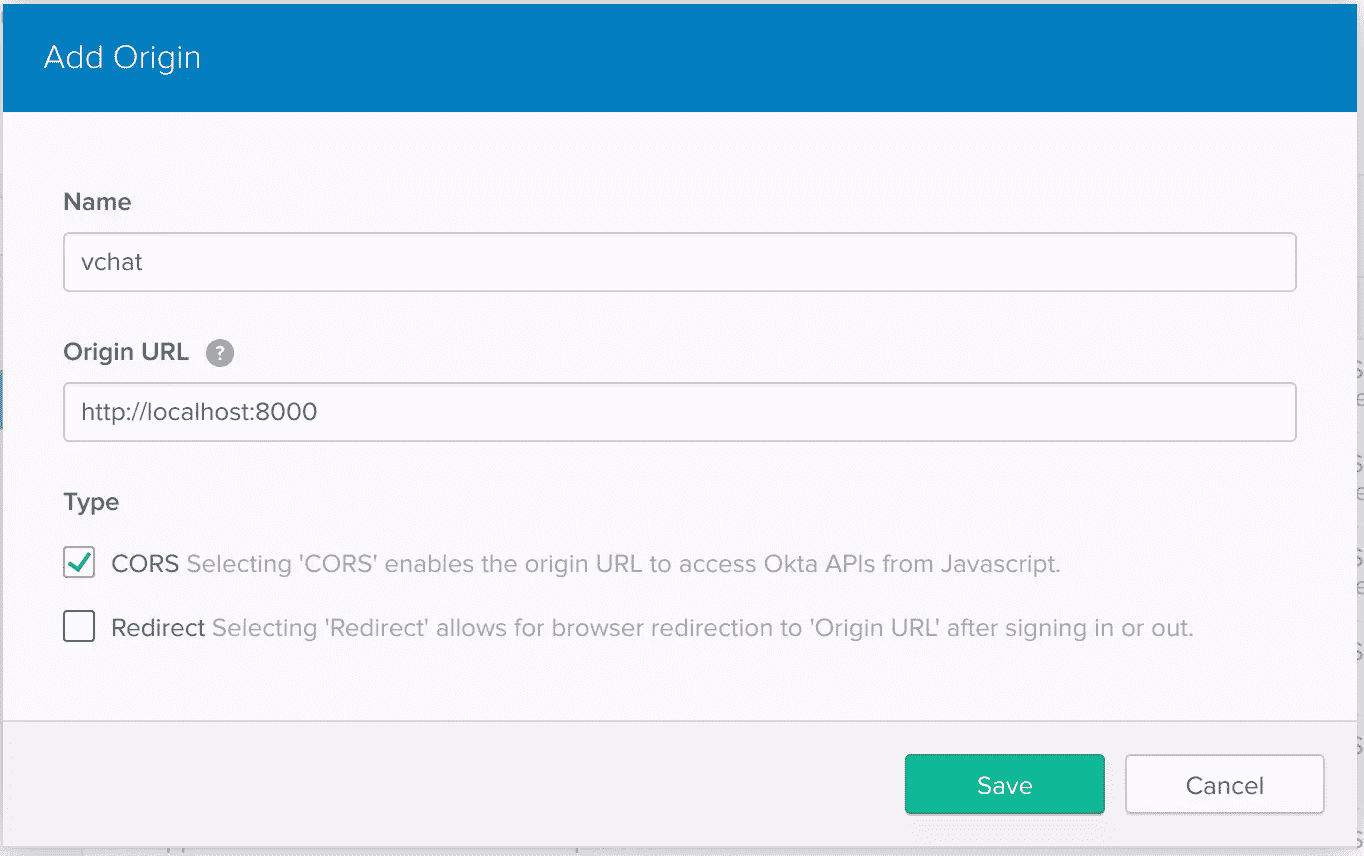 Add Origin
Name
vchat
Origin URL ?
http://localhost:8000
Type
CORS Selecting 'CORS' enables the origin URL to access Okta APIs from Javascript.
Redirect Selecting 'Redirect' allows for browser redirection to 'Origin URL' after signing in or out.
Save Cancel